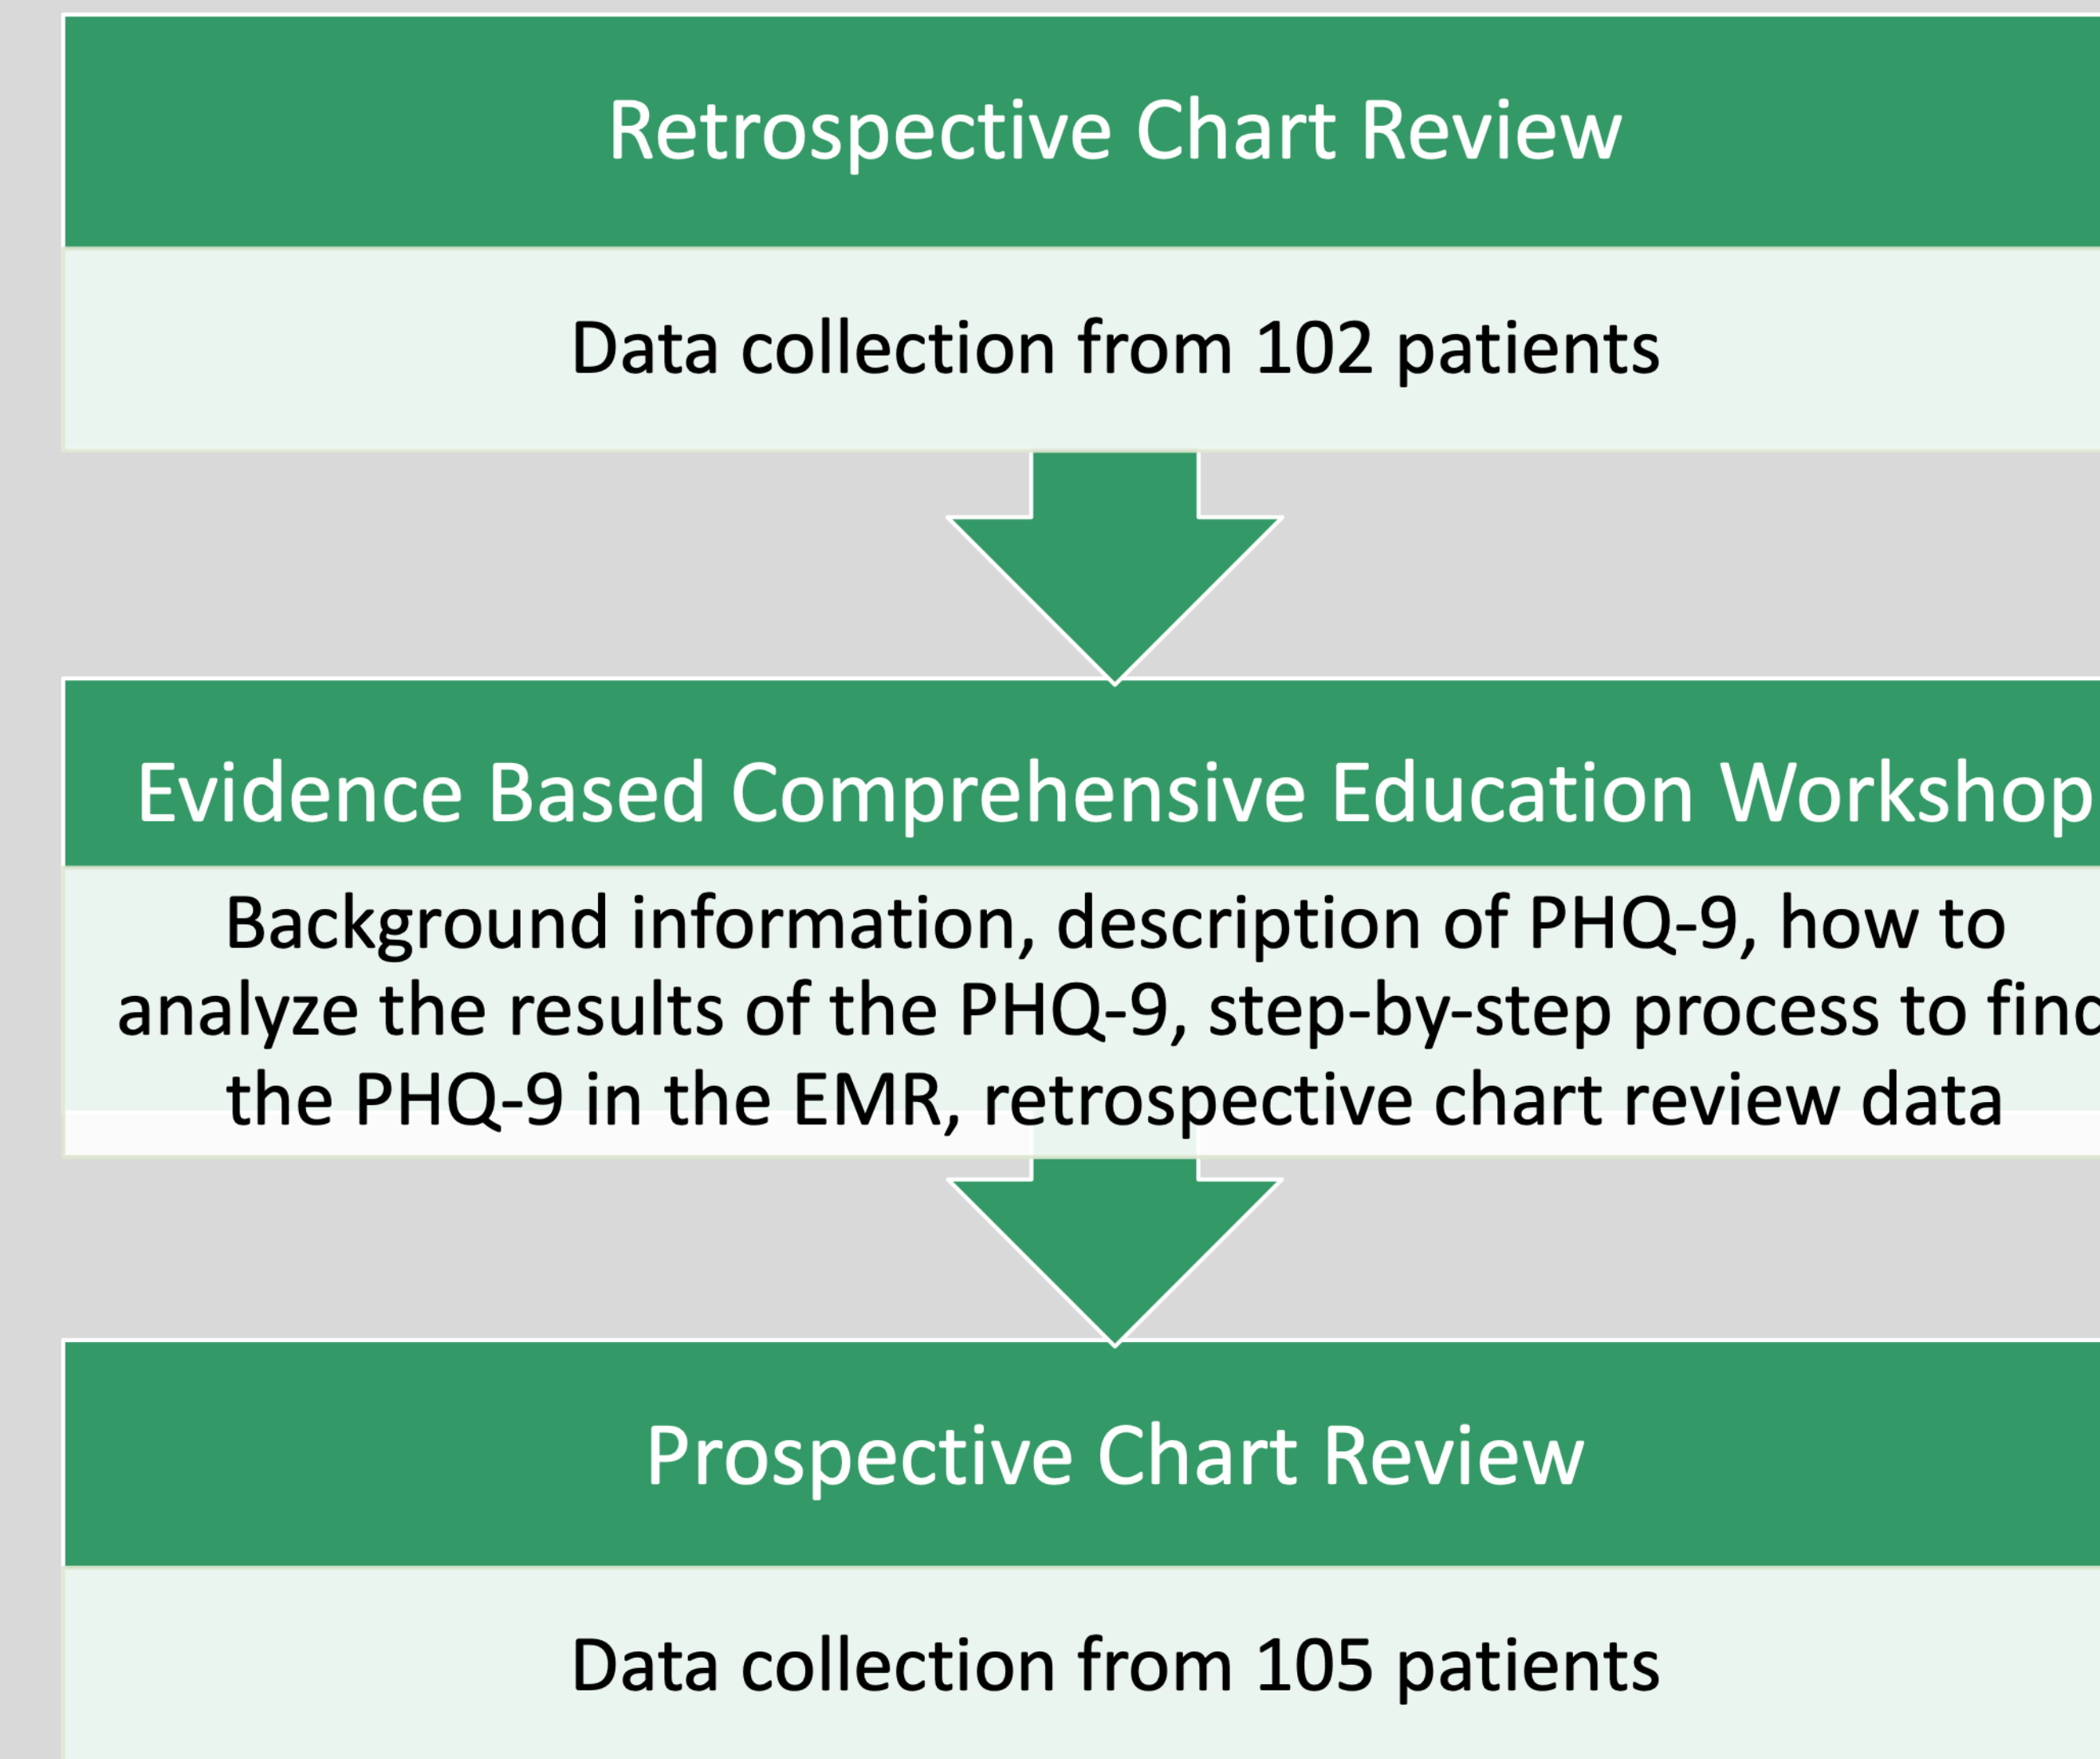 Retrospective Chart Review
Data collection from 102 patients
Evidence Based Comprehensive Education Workshop
Background information, description of PHQ-9, how to
analyze the results of the PHQ-9, step-by-step process to find
the PHQ-9 in the EMR, retrospective chart review data
Prospective Chart Review
Data collection from 105 patients